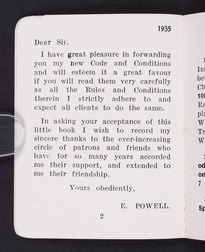 1935
Dear Sir.
I have great pleasure in forwarding
you my new Code and Conditions
and will esteem it a great favour
if you will read them very carefully
as all the Rules and Conditions
therein I strictly adhere to and
expect all clients to do the same.
In asking your acceptance of this
little book I wish to record my
sincere thanks to the ever-increasing
circle of patrons and friends who
have for so many years accorded
me their support, and extended to
me their friendship.
Yours obediently,
E. POWELL.
2